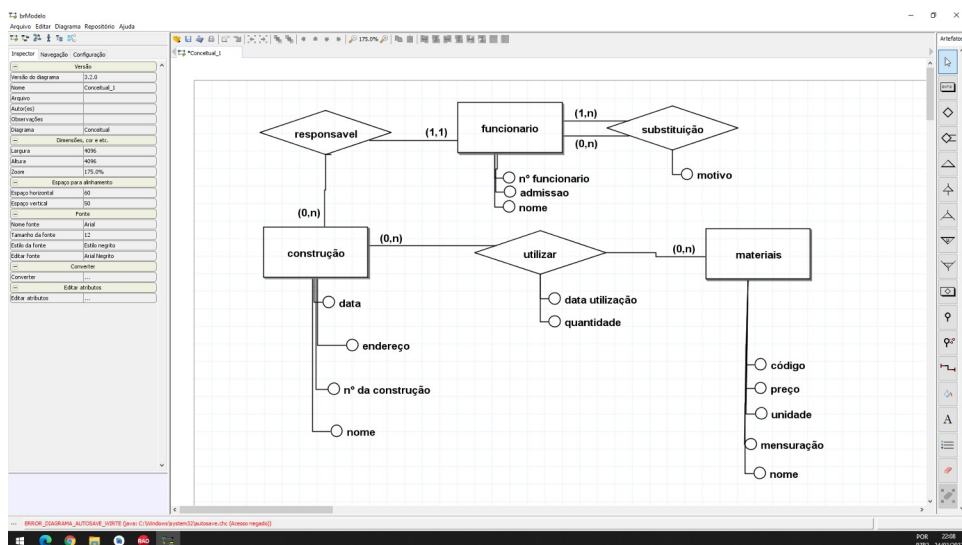 brModelo
Arquivo Editar Diagrama Repositório Ajuda
175.0%
Artefatos
Inspector Navegação Configuração
*Conceitual_1
Versão
Versão do diagrama 3.2.0
Nome Conceitual_1
Arquivo
Autor(es)
Observações
Diagrama Conceitual
Dimensões, cor e etc.
Largura 4096
Altura 4096
Zoom 175.0%
Espaço para alinhamento
Espaço horizontal 60
Espaço vertical 50
Fonte
Nome fonte Arial
Tamanho da fonte 12
Estilo da fonte Estilo negrito
Editar fonte Arial Negrito
Converter
Converter ...
Editar atributos
Editar atributos ...
responsavel
(1,1)
funcionario
(1,n)
(0,n)
substituição
motivo
nº funcionario
admissao
nome
(0,n)
construção
(0,n)
utilizar
(0,n)
materiais
data
endereço
nº da construção
nome
data utilização
quantidade
código
preço
unidade
mensuração
nome
A
... ERROR_DIAGRAMA_AUTOSAVE_WIRTE (java: C:\Windows\system32\autosave.chc (Acesso negado))
RAD
POR
22:08